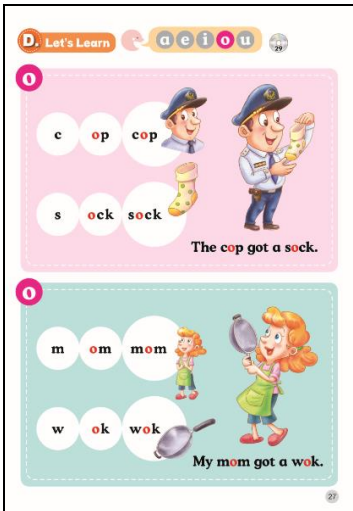 D. Let's Learn a e i o u 29
o
c op cop
s ock sock
The cop got a sock.
o
m om mom
w ok wok
My mom got a wok.
27